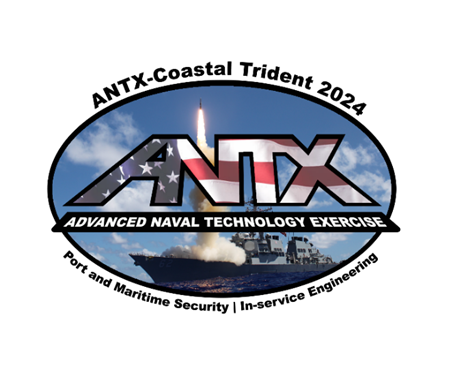 ANTX-Coastal Trident 2024
ANTX
ADVANCED NAVAL TECHNOLOGY EXERCISE
Port and Maritime Security | In-service Engineering